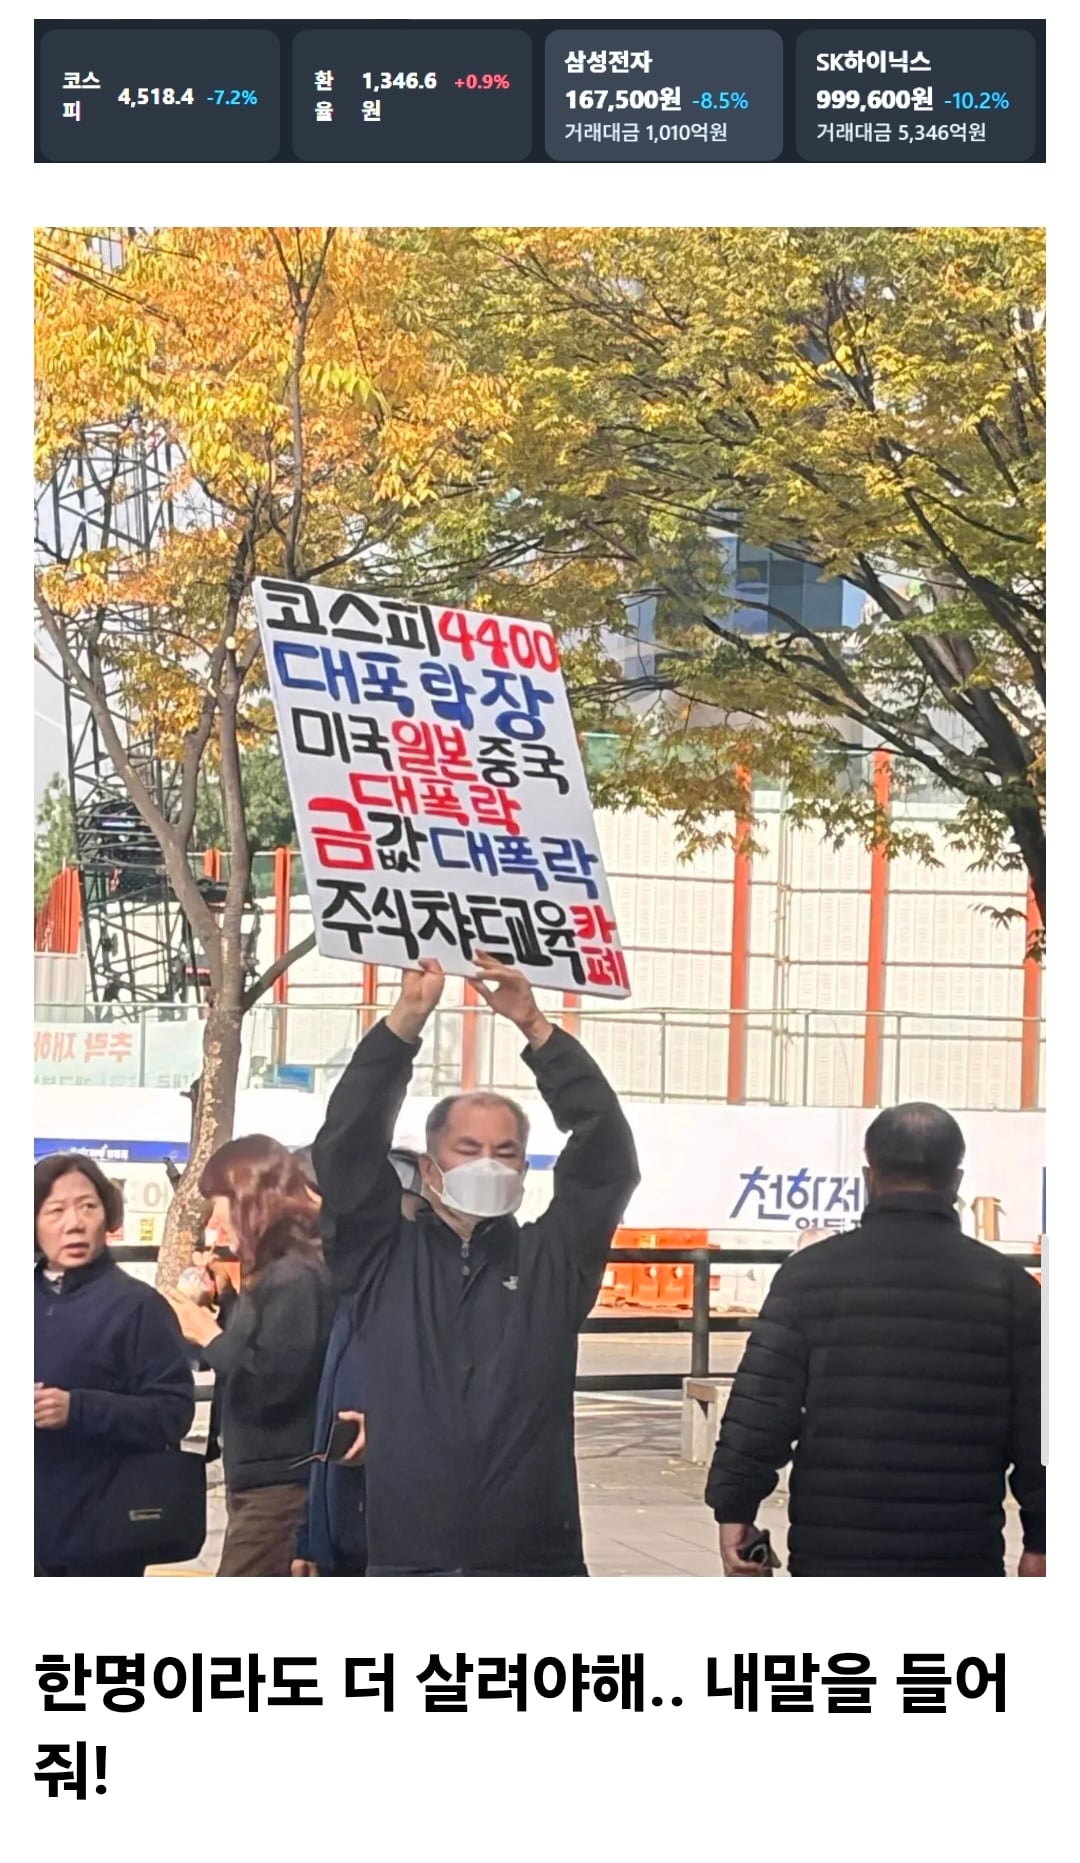 코스피 4,518.4 -7.2%
환율 1,346.6원 +0.9%
삼성전자
167,500원 -8.5%
거래대금 1,010억원
SK하이닉스
999,600원 -10.2%
거래대금 5,346억원
코스피4400
대폭락장
미국일본중국
대폭락
금값대폭락
주식챠트교육카페
추락 재해
천하제
한명이라도 더 살려야해.. 내말을 들어
줘!